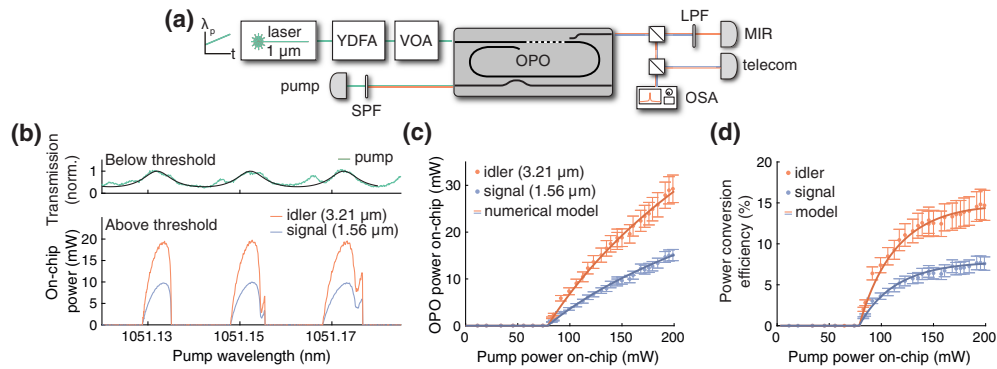 (a)
λp
t
laser
1 μm
YDFA
VOA
OPO
LPF
MIR
telecom
OSA
pump
SPF
(b)
Transmission
(norm.)
1
0
Below threshold
pump
On-chip
power (mW)
20
15
10
5
0
Above threshold
idler (3.21 μm)
signal (1.56 μm)
1051.13
1051.15
1051.17
Pump wavelength (nm)
(c)
OPO power on-chip (mW)
30
20
10
0
idler (3.21 μm)
signal (1.56 μm)
numerical model
0
50
100
150
200
Pump power on-chip (mW)
(d)
Power conversion
efficiency (%)
20
15
10
5
0
idler
signal
model
0
50
100
150
200
Pump power on-chip (mW)